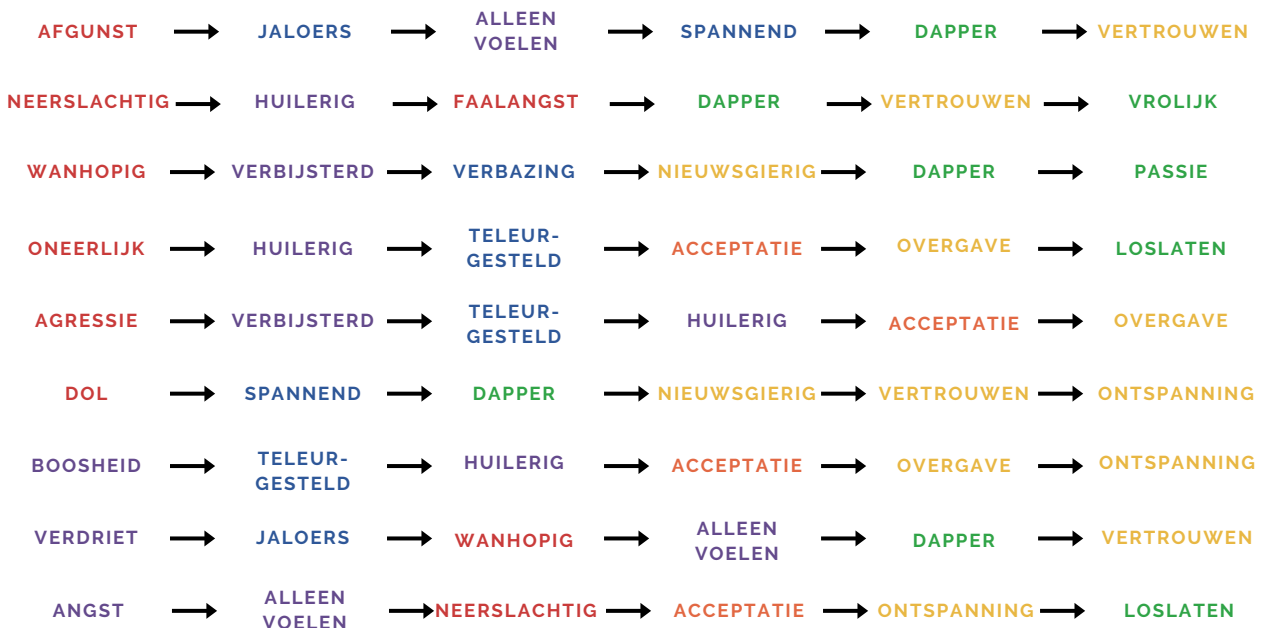 AFGUNST → JALOERS → ALLEEN VOELEN → SPANNEND → DAPPER → VERTROUWEN
NEERSLACHTIG → HUILERIG → FAALANGST → DAPPER → VERTROUWEN → VROLIJK
WANHOPIG → VERBIJSTERD → VERBAZING → NIEUWSGIERIG → DAPPER → PASSIE
ONEERLIJK → HUILERIG → TELEUR-GESTELD → ACCEPTATIE → OVERGAVE → LOSLATEN
AGRESSIE → VERBIJSTERD → TELEUR-GESTELD → HUILERIG → ACCEPTATIE → OVERGAVE
DOL → SPANNEND → DAPPER → NIEUWSGIERIG → VERTROUWEN → ONTSPANNING
BOOSHEID → TELEUR-GESTELD → HUILERIG → ACCEPTATIE → OVERGAVE → ONTSPANNING
VERDRIET → JALOERS → WANHOPIG → ALLEEN VOELEN → DAPPER → VERTROUWEN
ANGST → ALLEEN VOELEN → NEERSLACHTIG → ACCEPTATIE → ONTSPANNING → LOSLATEN